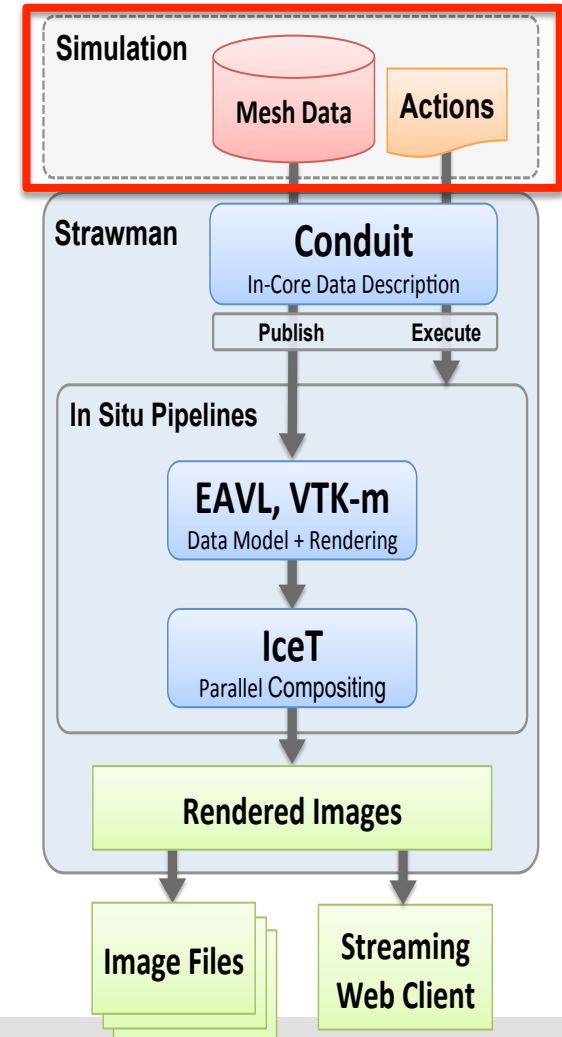 Simulation
Mesh Data
Actions
Strawman
Conduit
In-Core Data Description
Publish
Execute
In Situ Pipelines
EAVL, VTK-m
Data Model + Rendering
IceT
Parallel Compositing
Rendered Images
Image Files
Streaming
Web Client